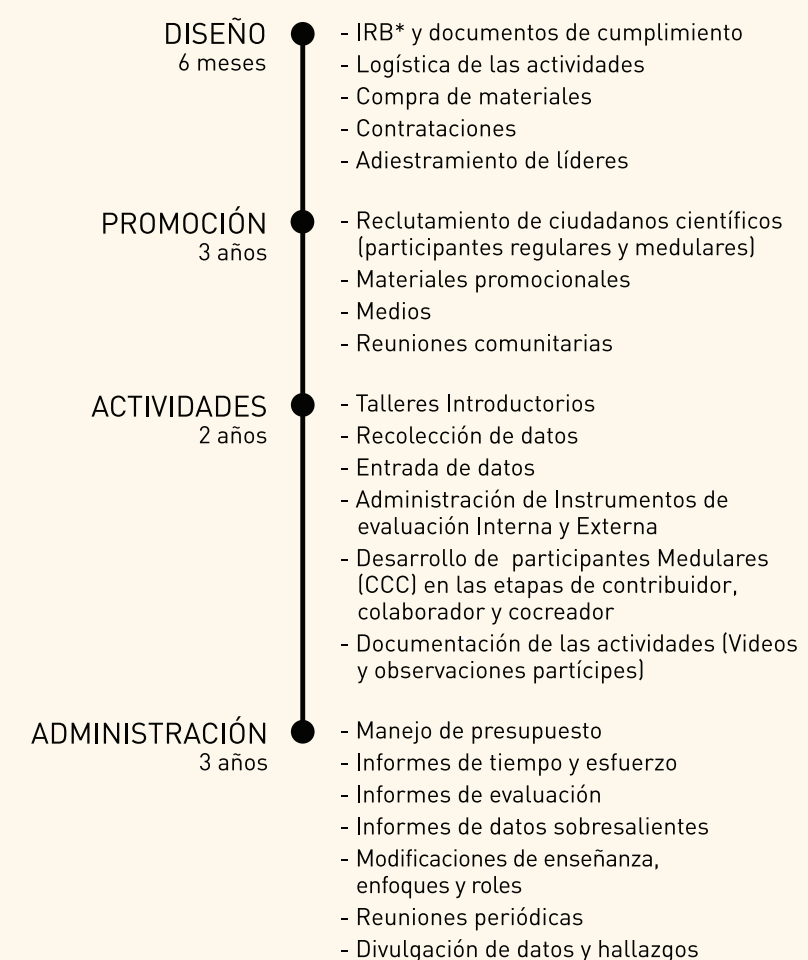 DISEÑO
6 meses
- IRB* y documentos de cumplimiento
- Logística de las actividades
- Compra de materiales
- Contrataciones
- Adiestramiento de líderes
PROMOCIÓN
3 años
- Reclutamiento de ciudadanos científicos
(participantes regulares y medulares)
- Materiales promocionales
- Medios
- Reuniones comunitarias
ACTIVIDADES
2 años
- Talleres Introductorios
- Recolección de datos
- Entrada de datos
- Administración de Instrumentos de
evaluación Interna y Externa
- Desarrollo de participantes Medulares
(CCC) en las etapas de contribuidor,
colaborador y cocreador
- Documentación de las actividades (Videos
y observaciones partícipes)
ADMINISTRACIÓN
3 años
- Manejo de presupuesto
- Informes de tiempo y esfuerzo
- Informes de evaluación
- Informes de datos sobresalientes
- Modificaciones de enseñanza,
enfoques y roles
- Reuniones periódicas
- Divulgación de datos y hallazgos